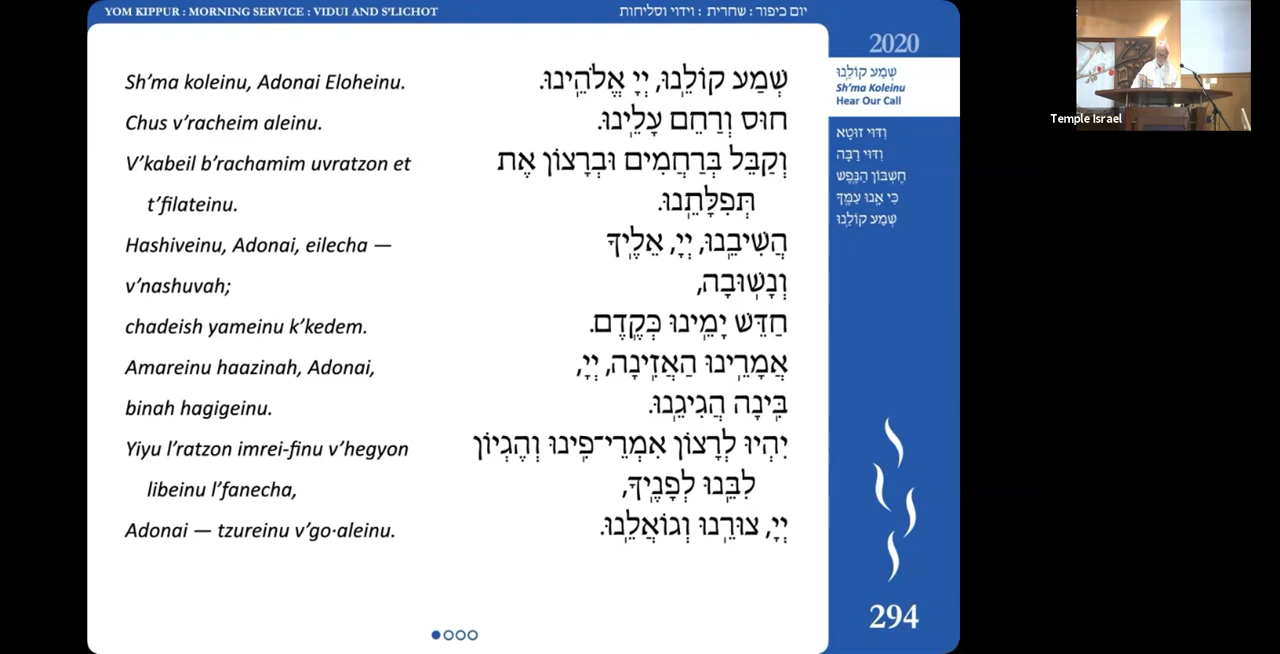 YOM KIPPUR : MORNING SERVICE : VIDUI AND S'LICHOT
יום כיפור : שחרית : וידוי וסליחות
Sh'ma koleinu, Adonai Eloheinu.
Chus v'racheim aleinu.
V'kabeil b'rachamim uvratzon et
t'filateinu.
Hashiveinu, Adonai, eilecha —
v'nashuvah;
chadeish yameinu k'kedem.
Amareinu haazinah, Adonai,
binah hagigeinu.
Yiyu l'ratzon imrei-finu v'hegyon
libeinu l'fanecha,
Adonai — tzureinu v'go·aleinu.
שְׁמַע קוֹלֵֽנוּ, יְיָ אֱלֹהֵֽינוּ.
חוּס וְרַחֵם עָלֵֽינוּ.
וְקַבֵּל בְּרַחֲמִים וּבְרָצוֹן אֶת
תְּפִלָּתֵֽנוּ.
הֲשִׁיבֵֽנוּ, יְיָ, אֵלֶֽיךָ
וְנָשֽׁוּבָה,
חַדֵּשׁ יָמֵֽינוּ כְּקֶֽדֶם.
אֲמָרֵֽינוּ הַאֲזִֽינָה, יְיָ,
בִּֽינָה הֲגִיגֵֽנוּ.
יִהְיוּ לְרָצוֹן אִמְרֵי־פִֽינוּ וְהֶגְיוֹן
לִבֵּֽנוּ לְפָנֶֽיךָ,
יְיָ, צוּרֵֽנוּ וְגוֹאֲלֵֽנוּ.
2020
שְׁמַע קוֹלֵֽנוּ
Sh'ma Koleinu
Hear Our Call
וִדּוּי זוּטָא
וִדּוּי רַבָּה
חֶשְׁבּוֹן הַנֶּֽפֶשׁ
כִּי אָֽנוּ עַמֶּֽךָ
שְׁמַע קוֹלֵֽנוּ
294
Temple Israel